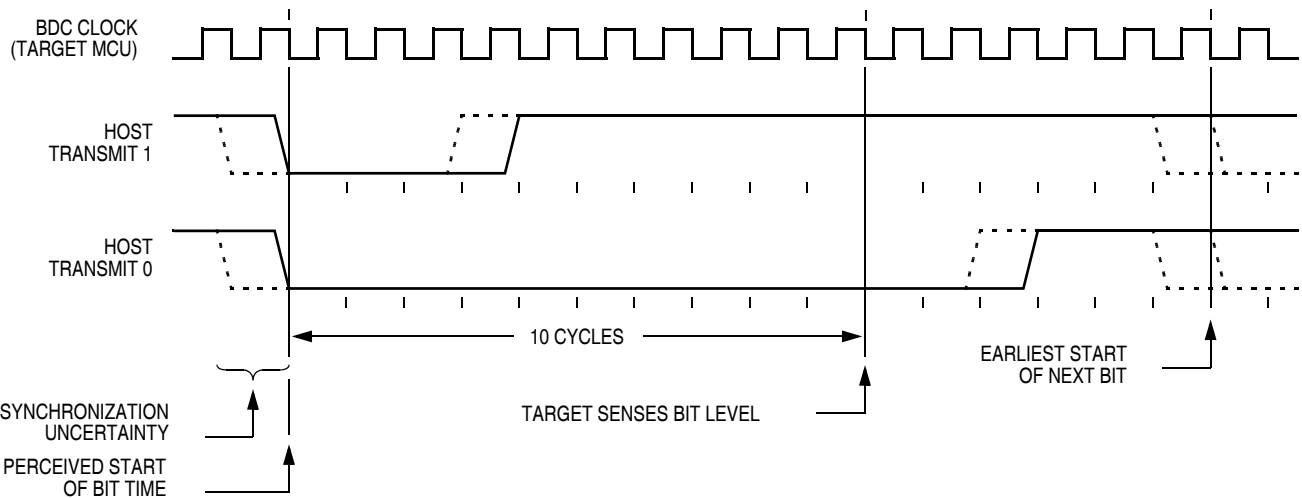 BDC CLOCK
(TARGET MCU)
HOST
TRANSMIT 1
HOST
TRANSMIT 0
10 CYCLES
EARLIEST START
OF NEXT BIT
SYNCHRONIZATION
UNCERTAINTY
TARGET SENSES BIT LEVEL
PERCEIVED START
OF BIT TIME